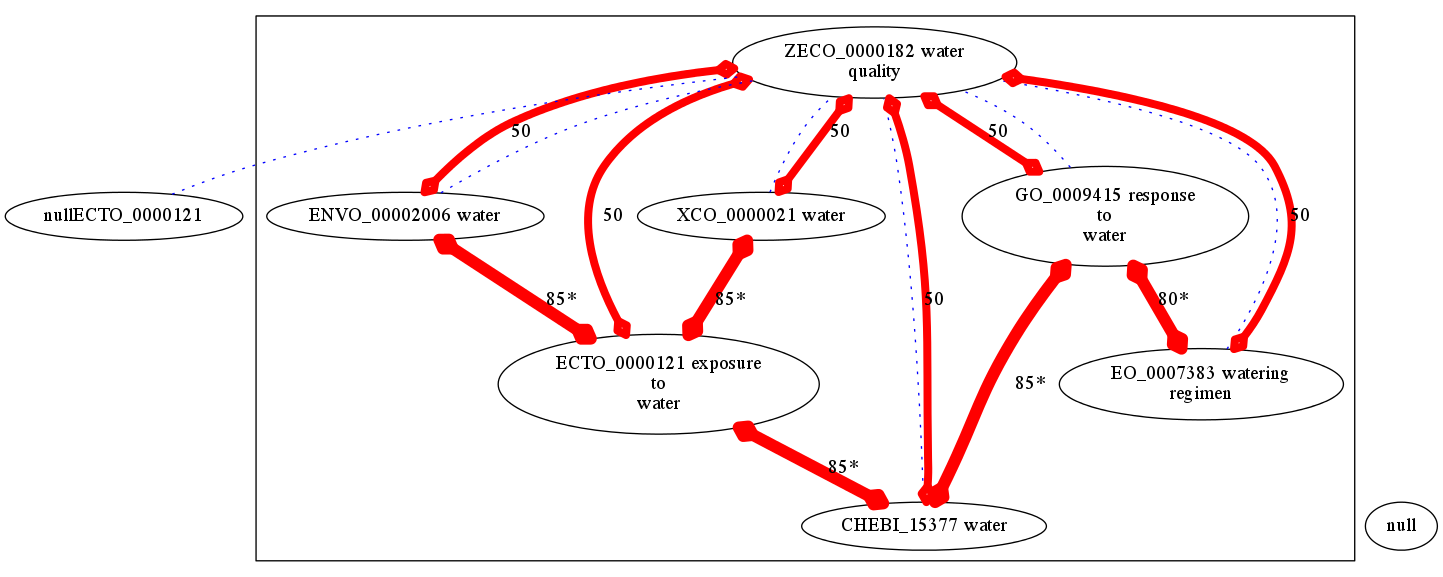 ZECO_0000182 water
quality
50
50
50
nullECTO_0000121
ENVO_00002006 water
50
XCO_0000021 water
GO_0009415 response
to
water
50
85*
85*
50
80*
ECTO_0000121 exposure
to
water
85*
EO_0007383 watering
regimen
85*
CHEBI_15377 water
null